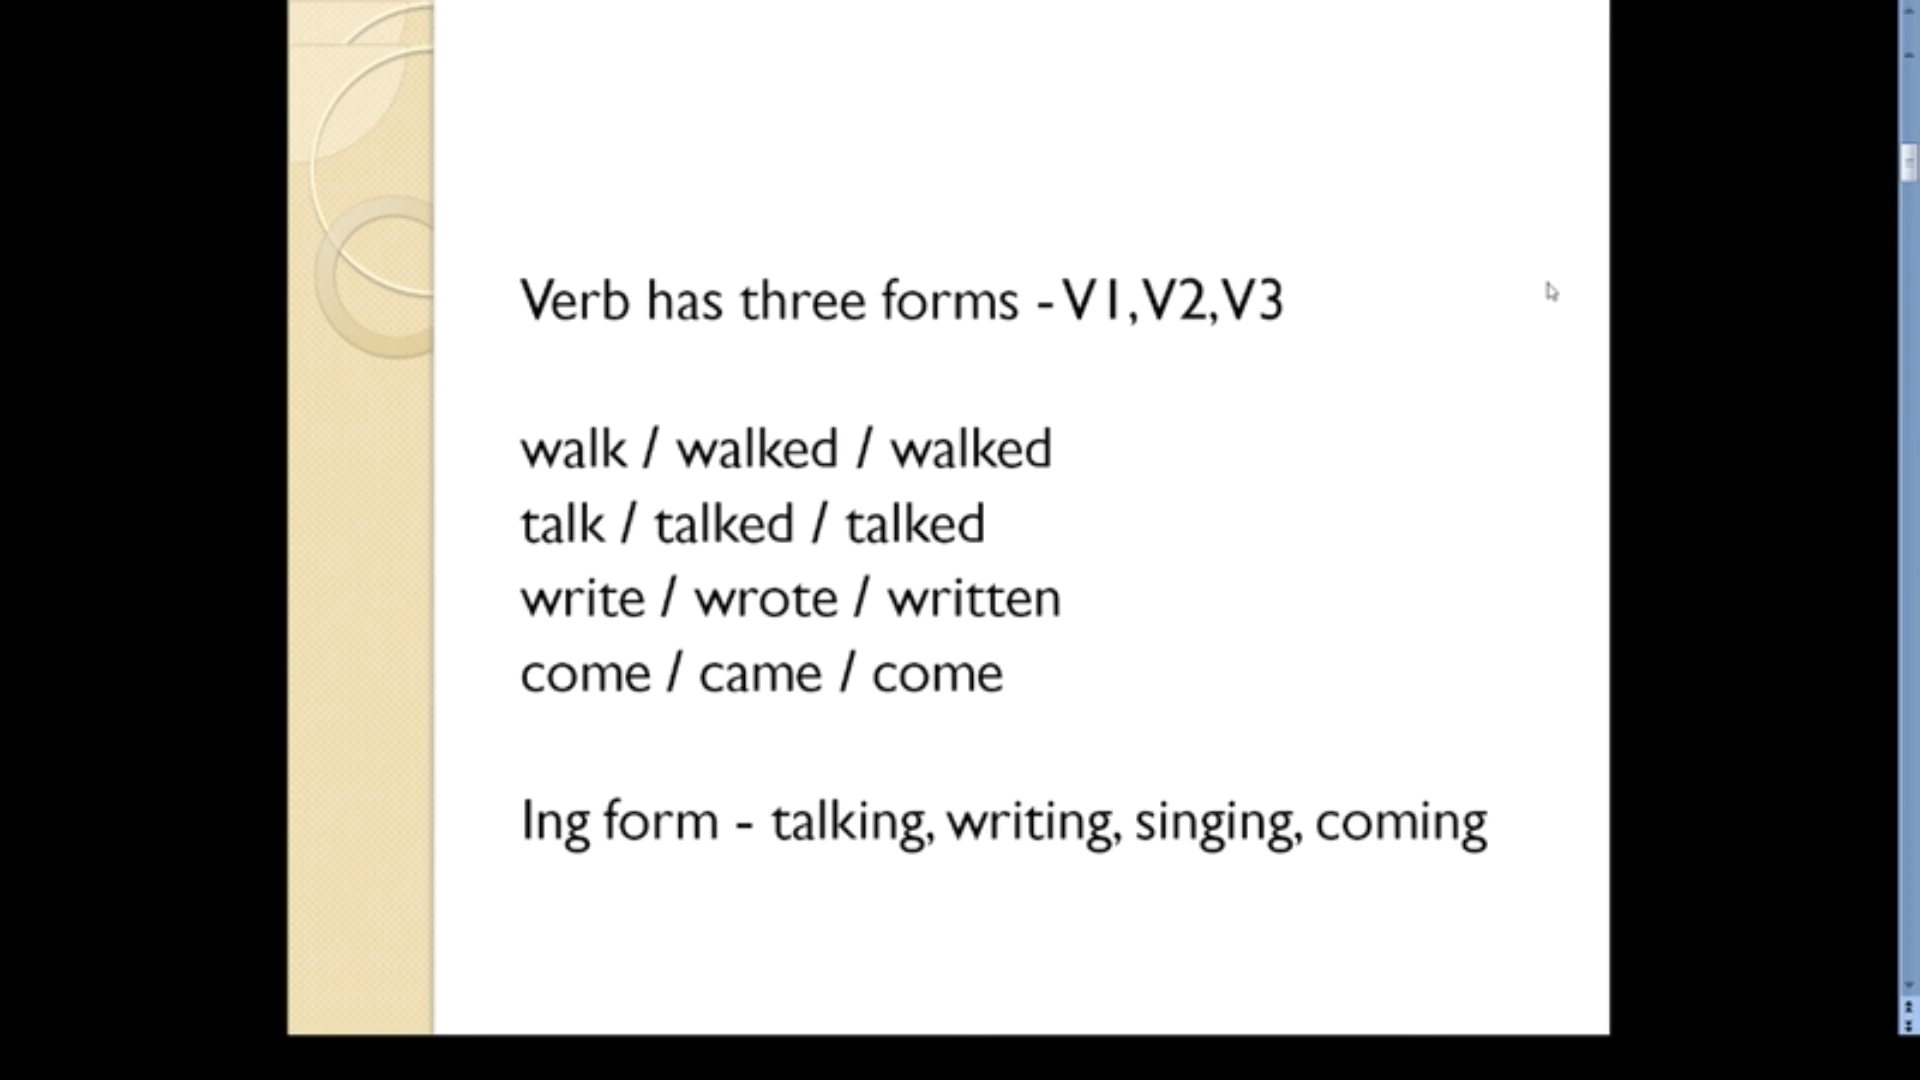 Verb has three forms - V1, V2, V3
walk / walked / walked
talk / talked / talked
write / wrote / written
come / came / come
Ing form - talking, writing, singing, coming